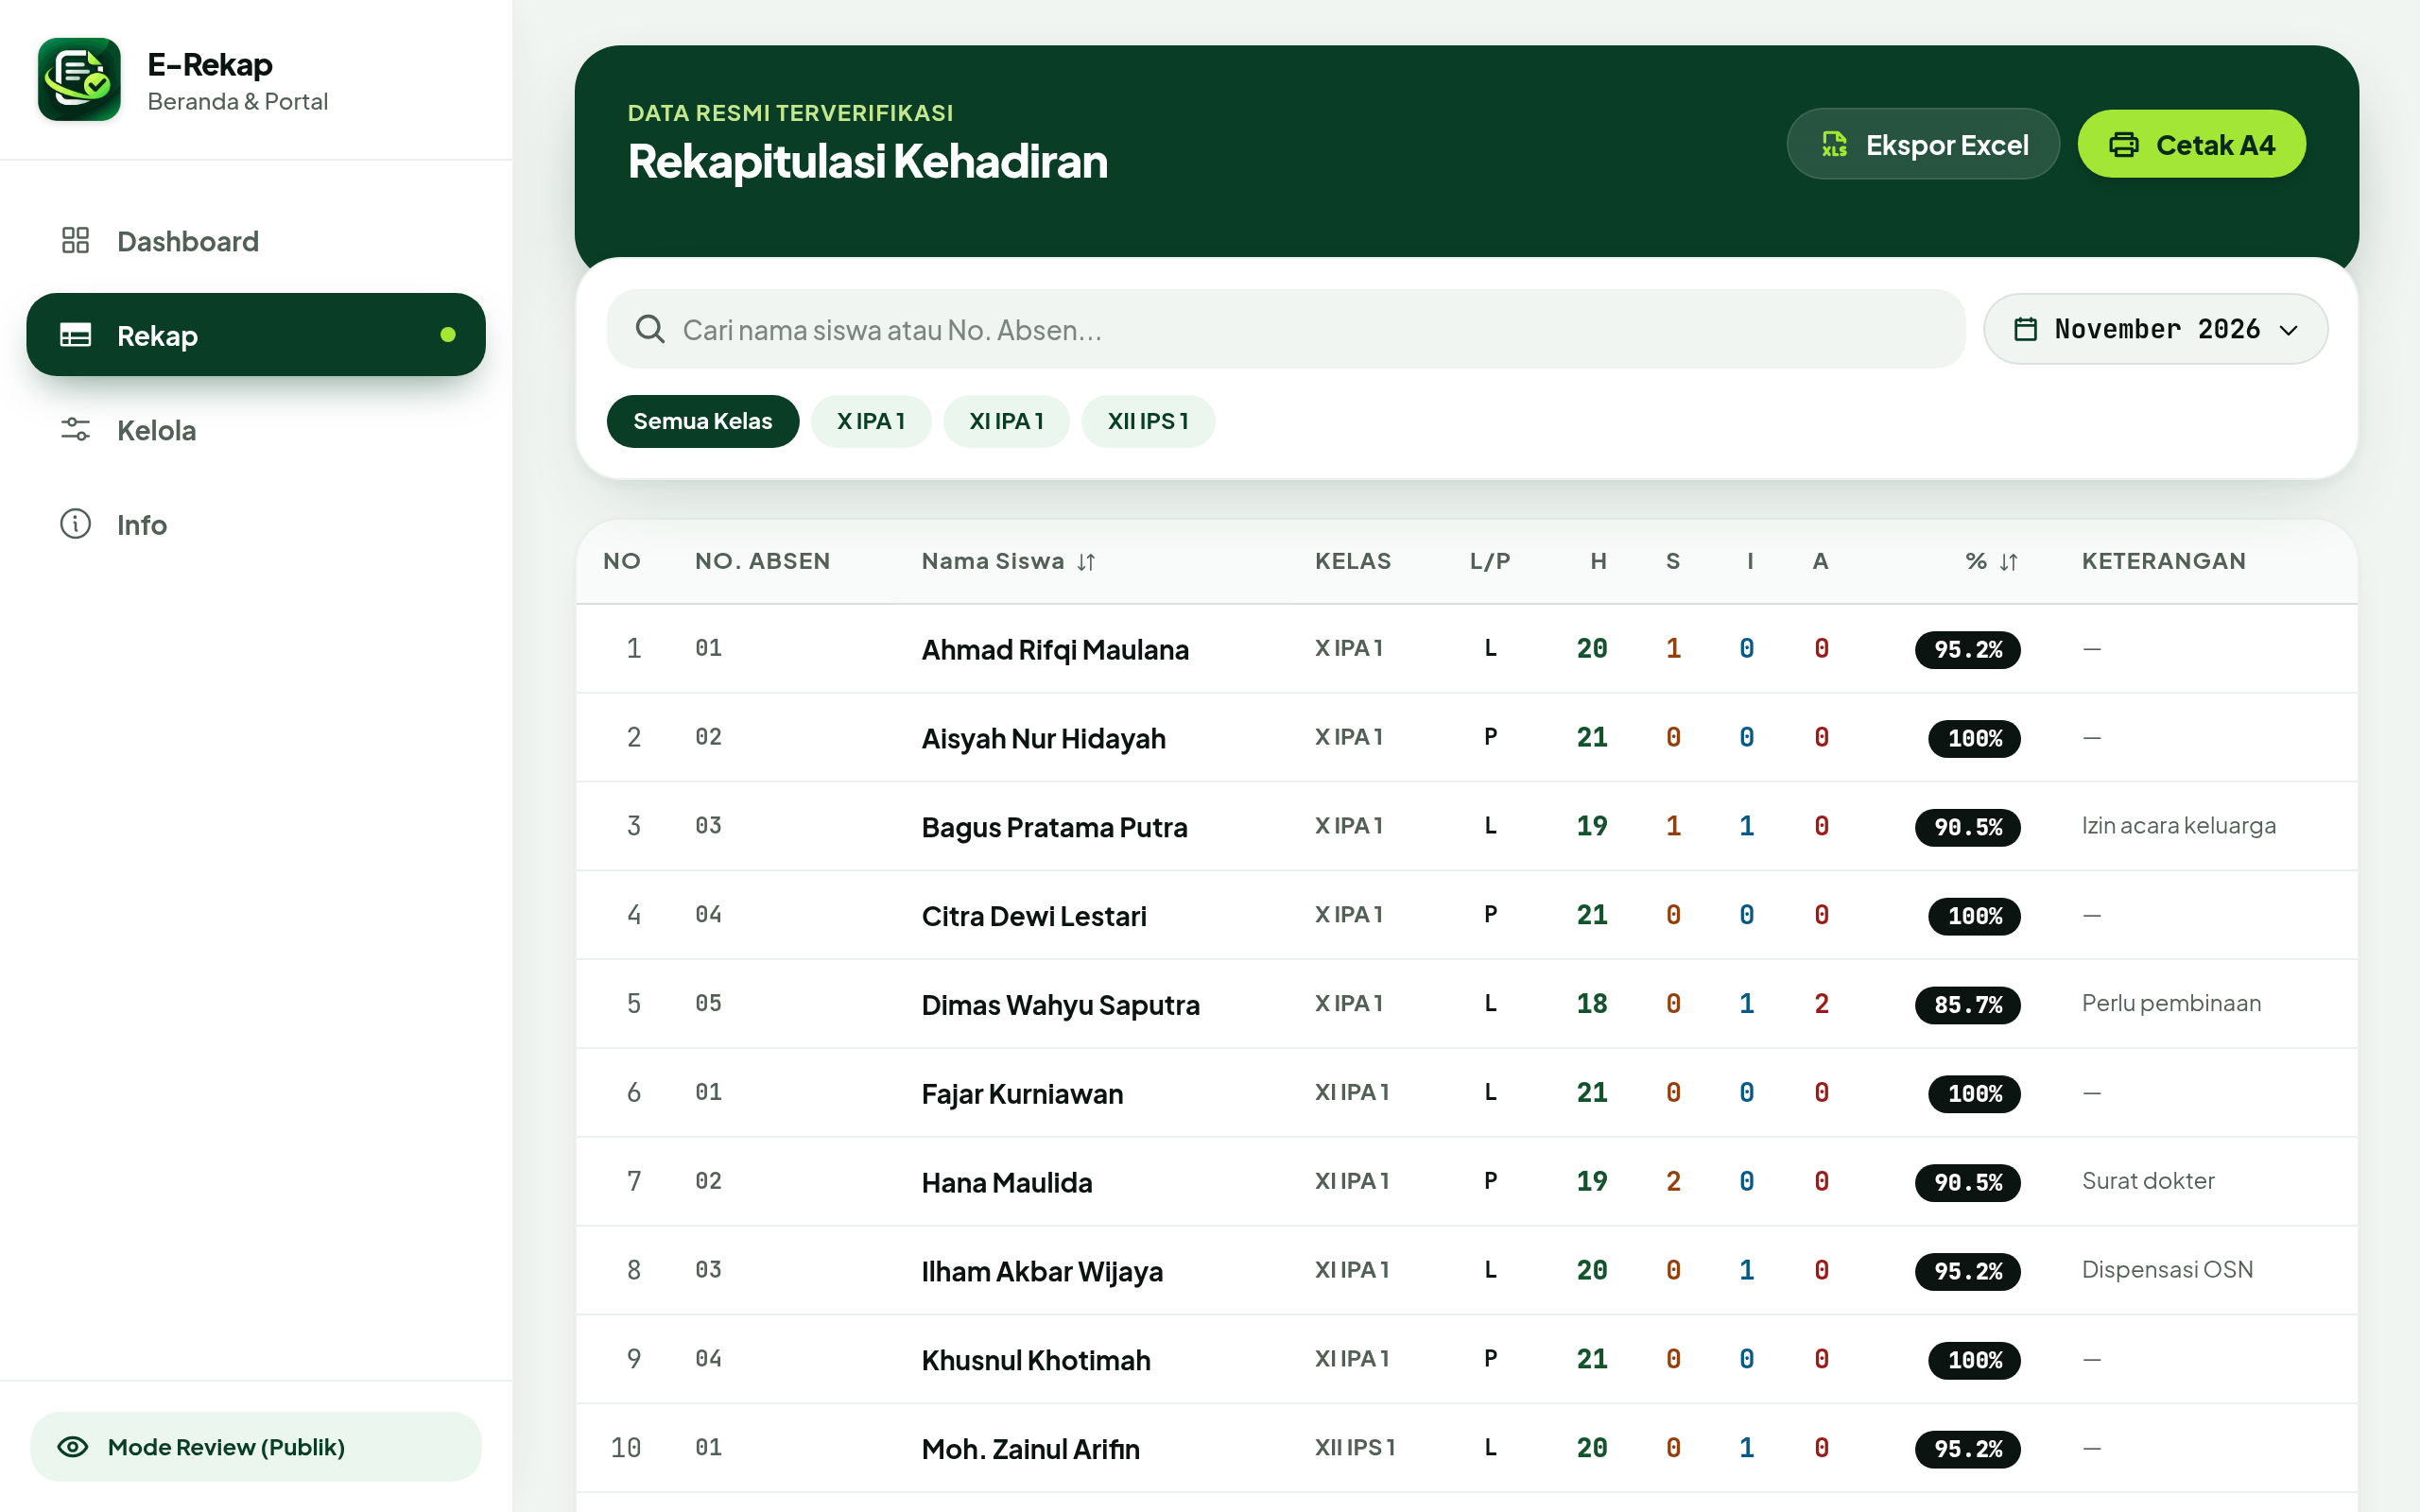 E-Rekap
Beranda & Portal
Dashboard
Rekap
Kelola
Info
Mode Review (Publik)
DATA RESMI TERVERIFIKASI
Rekapitulasi Kehadiran
XLS Ekspor Excel
Cetak A4
Cari nama siswa atau No. Absen...
November 2026
Semua Kelas X IPA 1 XI IPA 1 XII IPS 1
NO NO. ABSEN Nama Siswa KELAS L/P H S I A % KETERANGAN
1 01 Ahmad Rifqi Maulana X IPA 1 L 20 1 0 0 95.2% —
2 02 Aisyah Nur Hidayah X IPA 1 P 21 0 0 0 100% —
3 03 Bagus Pratama Putra X IPA 1 L 19 1 1 0 90.5% Izin acara keluarga
4 04 Citra Dewi Lestari X IPA 1 P 21 0 0 0 100% —
5 05 Dimas Wahyu Saputra X IPA 1 L 18 0 1 2 85.7% Perlu pembinaan
6 01 Fajar Kurniawan XI IPA 1 L 21 0 0 0 100% —
7 02 Hana Maulida XI IPA 1 P 19 2 0 0 90.5% Surat dokter
8 03 Ilham Akbar Wijaya XI IPA 1 L 20 0 1 0 95.2% Dispensasi OSN
9 04 Khusnul Khotimah XI IPA 1 P 21 0 0 0 100% —
10 01 Moh. Zainul Arifin XII IPS 1 L 20 0 1 0 95.2% —